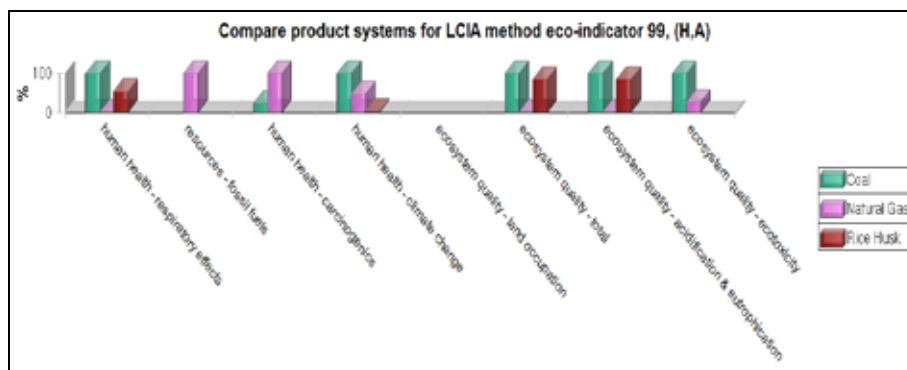 Compare product systems for LCIA method eco-indicator 99, (H,A)
%
100
0
human health - respiratory effects
resources - fossil fuels
human health - carcinogenics
human health - climate change
ecosystem quality - land occupation
ecosystem quality - total
ecosystem quality - acidification & eutrophication
ecosystem quality - ecotoxicity
Coal
Natural Gas
Rice Husk